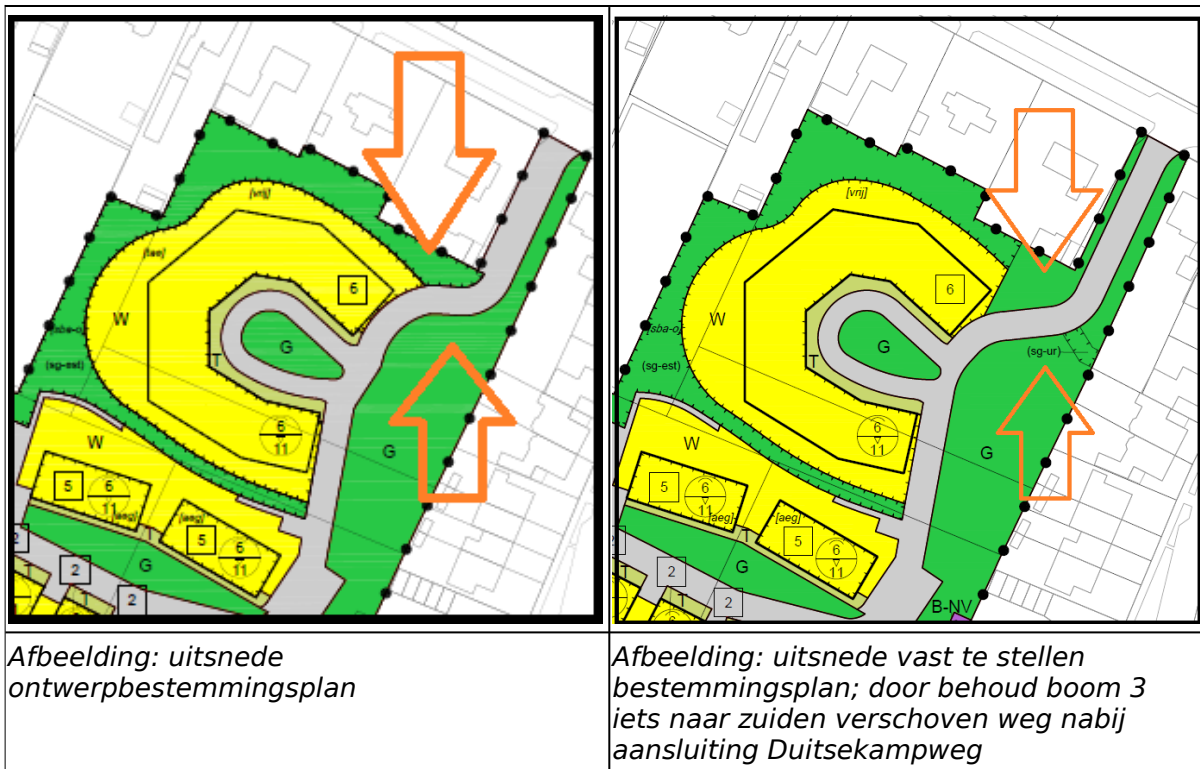 [vrij]
[tae]
6
W
[sba-o]
(sg-est)
T
G
6
11
G
W
5
6
11
[aeg]
[aeg]
5
6
11
T
2
G
2
T
T
2
[vrij]
6
W
[sba-o]
(sg-est)
T
G
(sg-ur)
6
11
G
W
5
6
11
[aeg]
[aeg]
5
6
11
T
2
G
T
2
B-NV
Afbeelding: uitsnede
ontwerpbestemmingsplan
Afbeelding: uitsnede vast te stellen
bestemmingsplan; door behoud boom 3
iets naar zuiden verschoven weg nabij
aansluiting Duitsekampweg